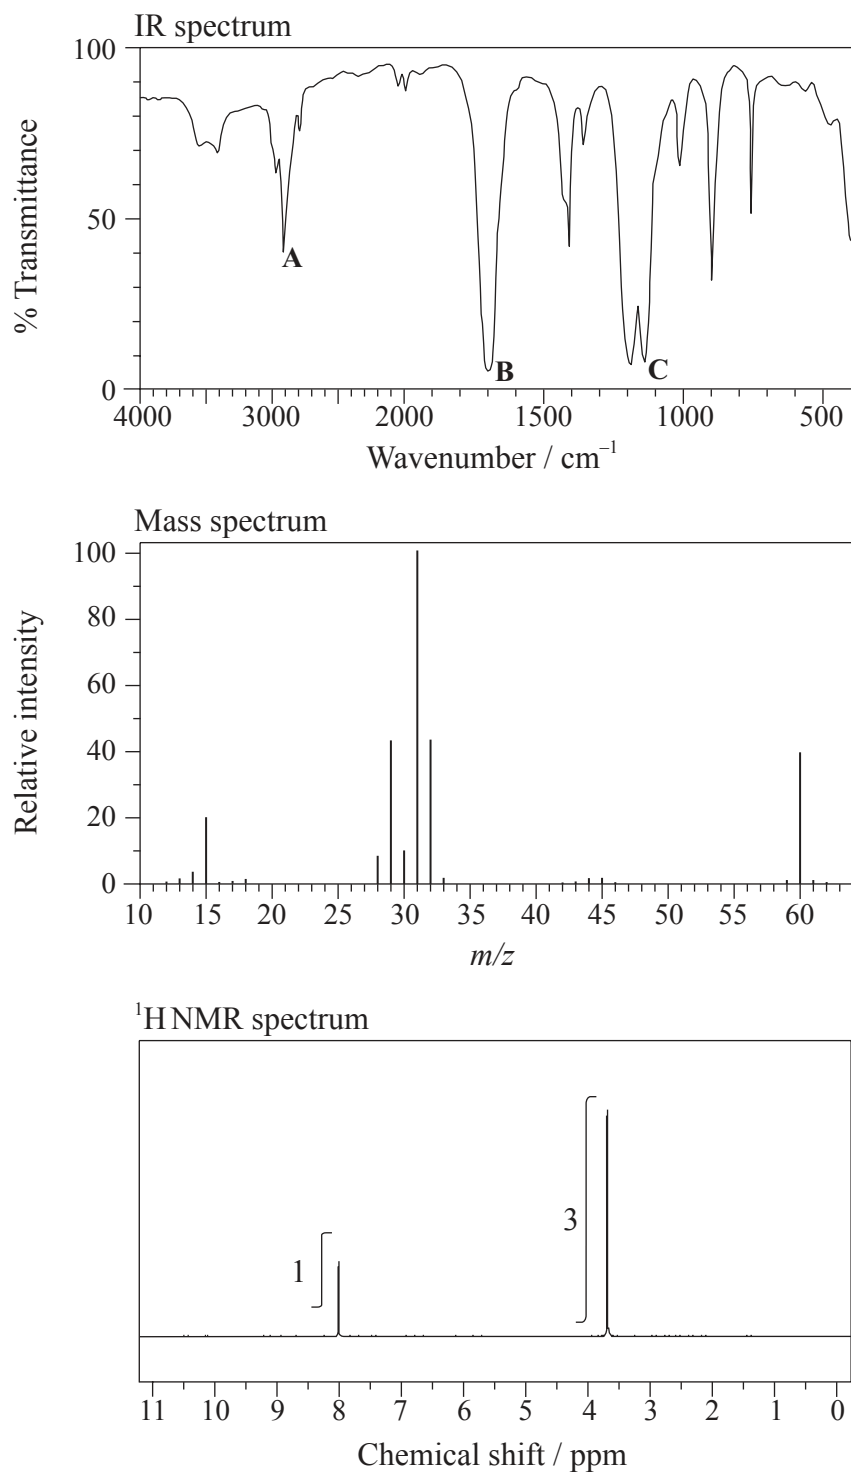 IR spectrum
100
50
0
% Transmittance
A
B
C
4000 3000 2000 1500 1000 500
Wavenumber / cm⁻¹
Mass spectrum
100
80
60
40
20
0
Relative intensity
10 15 20 25 30 35 40 45 50 55 60
m/z
¹H NMR spectrum
1
3
11 10 9 8 7 6 5 4 3 2 1 0
Chemical shift / ppm